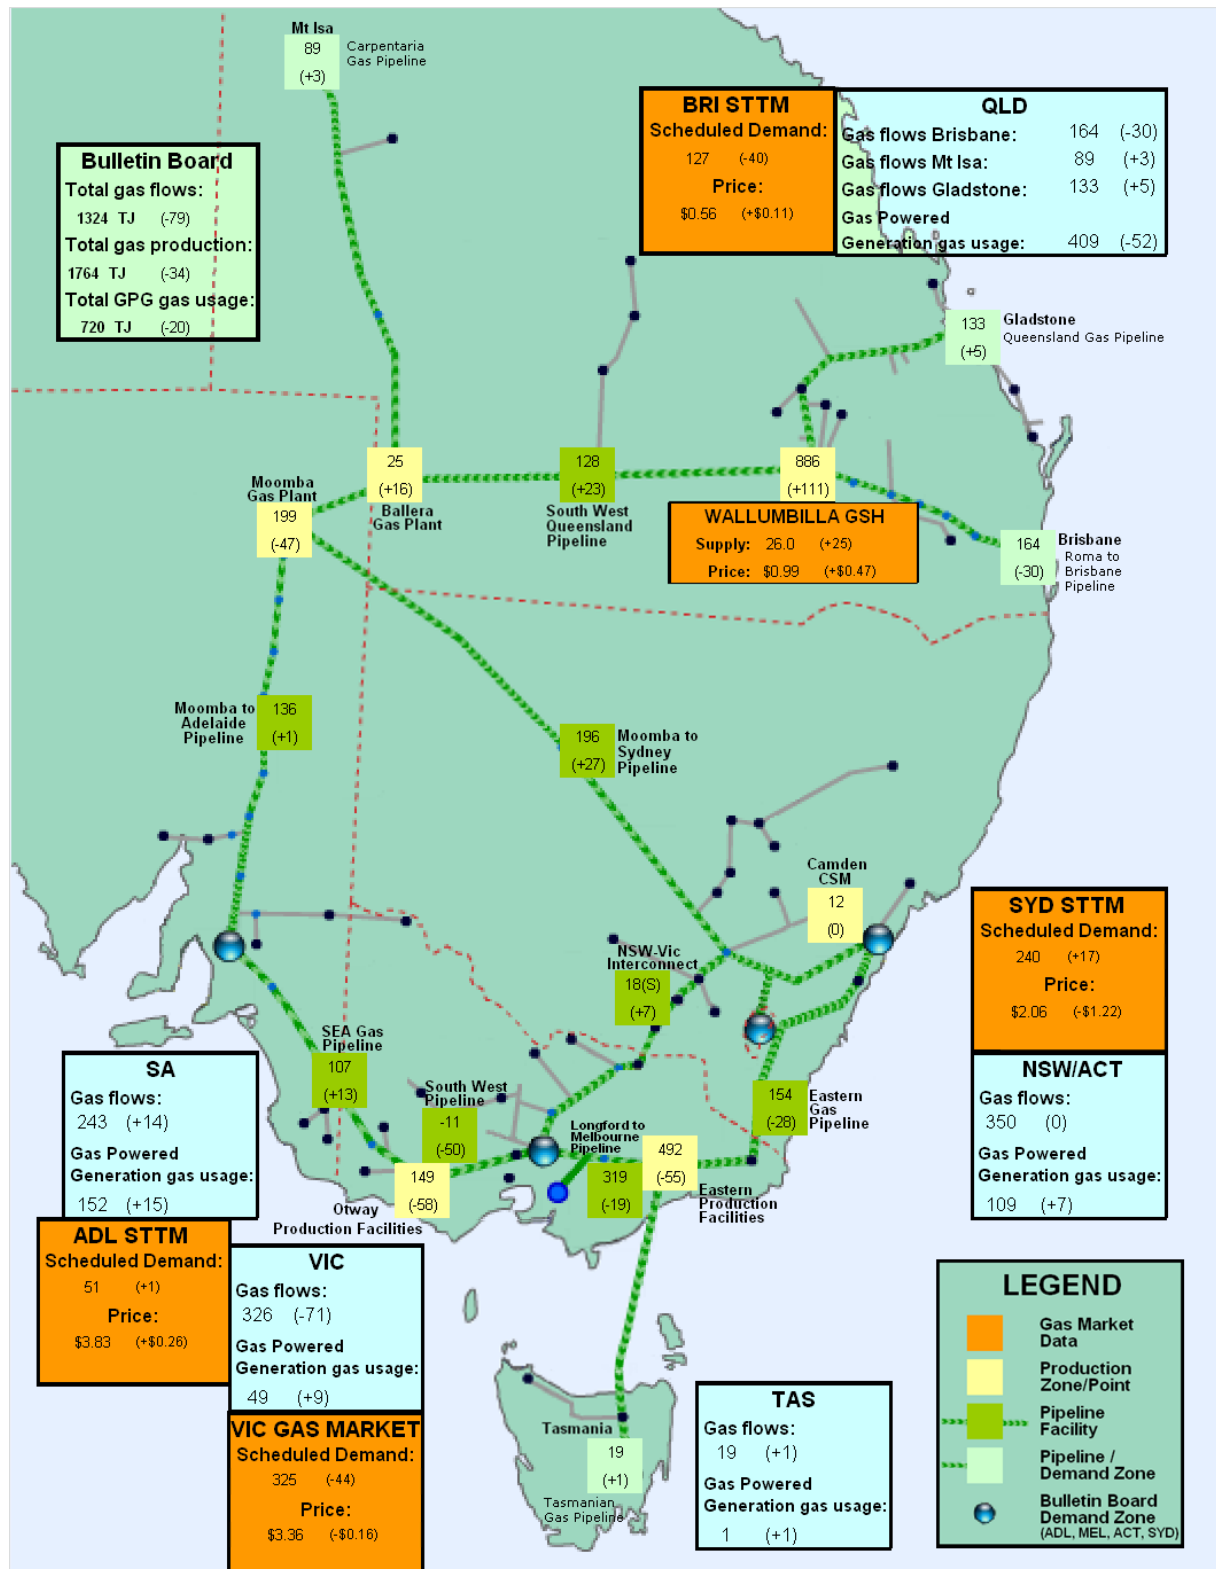 Mt Isa
89
(+3)
Carpentaria
Gas Pipeline
BRI STTM
Scheduled Demand:
127 (-40)
Price:
$0.56 (+$0.11)
QLD
Gas flows Brisbane: 164 (-30)
Gas flows Mt Isa: 89 (+3)
Gas flows Gladstone: 133 (+5)
Gas Powered
Generation gas usage: 409 (-52)
Bulletin Board
Total gas flows:
1324 TJ (-79)
Total gas production:
1764 TJ (-34)
Total GPG gas usage:
720 TJ (-20)
133
(+5)
Gladstone
Queensland Gas Pipeline
Moomba
Gas Plant
199
(-47)
25
(+16)
Ballera
Gas Plant
128
(+23)
South West
Queensland
Pipeline
886
(+111)
WALLUMBILLA GSH
Supply: 26.0 (+25)
Price: $0.99 (+$0.47)
164
(-30)
Brisbane
Roma to
Brisbane
Pipeline
Moomba to
Adelaide
Pipeline
136
(+1)
196
(+27)
Moomba to
Sydney
Pipeline
Camden
CSM
12
(0)
NSW-Vic
Interconnect
18(S)
(+7)
SYD STTM
Scheduled Demand:
240 (+17)
Price:
$2.06 (-$1.22)
NSW/ACT
Gas flows:
350 (0)
Gas Powered
Generation gas usage:
109 (+7)
SEA Gas
Pipeline
107
(+13)
South West
Pipeline
-11
(-50)
Longford to
Melbourne
Pipeline
319
(-19)
492
(-55)
Eastern
Production
Facilities
154
(-28)
Eastern
Gas
Pipeline
149
(-58)
Otway
Production Facilities
SA
Gas flows:
243 (+14)
Gas Powered
Generation gas usage:
152 (+15)
ADL STTM
Scheduled Demand:
51 (+1)
Price:
$3.83 (+$0.26)
VIC
Gas flows:
326 (-71)
Gas Powered
Generation gas usage:
49 (+9)
VIC GAS MARKET
Scheduled Demand:
325 (-44)
Price:
$3.36 (-$0.16)
Tasmania
19
(+1)
Tasmanian
Gas Pipeline
TAS
Gas flows:
19 (+1)
Gas Powered
Generation gas usage:
1 (+1)
LEGEND
Gas Market
Data
Production
Zone/Point
Pipeline
Facility
Pipeline /
Demand Zone
Bulletin Board
Demand Zone
(ADL, MEL, ACT, SYD)